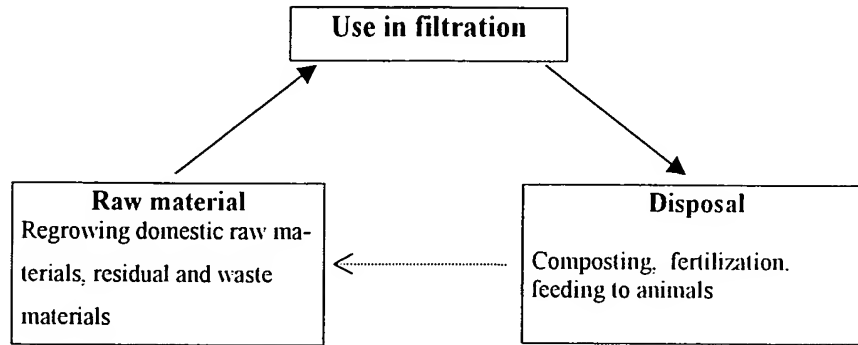 Use in filtration
Raw material
Regrowing domestic raw ma-
terials, residual and waste
materials
Disposal
Composting, fertilization.
feeding to animals